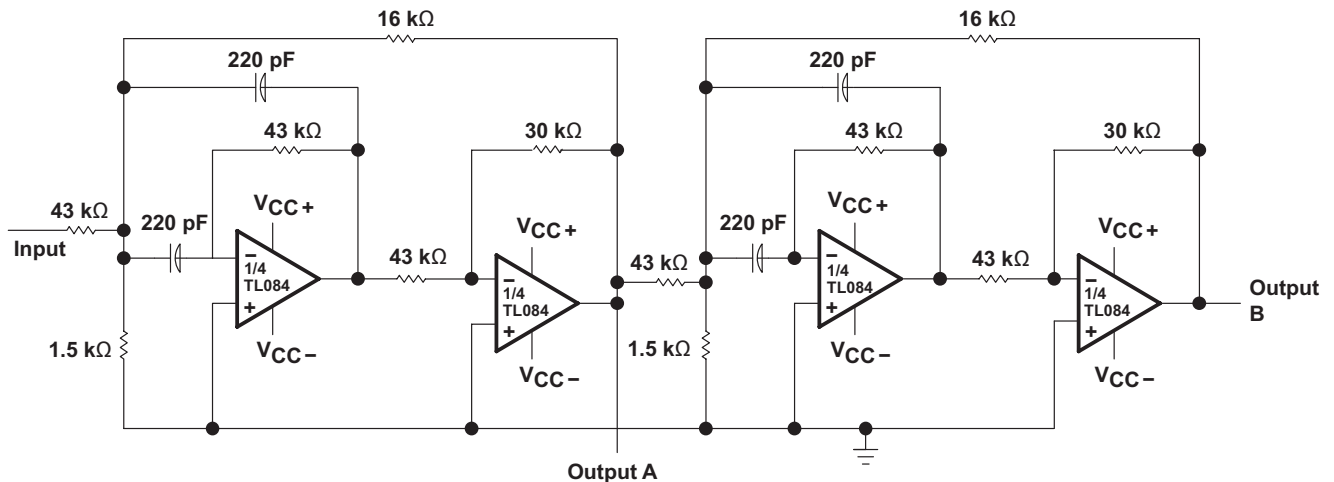 16 kΩ
16 kΩ
220 pF
220 pF
43 kΩ
30 kΩ
43 kΩ
30 kΩ
43 kΩ
Input
220 pF
VCC+
−
1/4
TL084
+
VCC−
1.5 kΩ
43 kΩ
VCC+
−
1/4
TL084
+
VCC−
Output A
43 kΩ
220 pF
VCC+
−
1/4
TL084
+
VCC−
1.5 kΩ
43 kΩ
VCC+
−
1/4
TL084
+
VCC−
Output
B